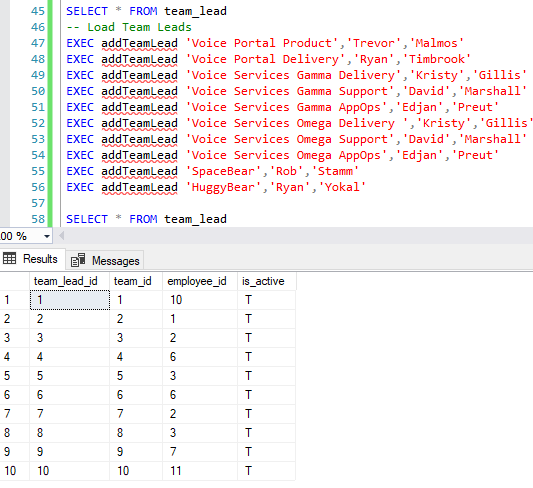 45 SELECT * FROM team_lead
46 -- Load Team Leads
47 EXEC addTeamLead 'Voice Portal Product','Trevor','Malmos'
48 EXEC addTeamLead 'Voice Portal Delivery','Ryan','Timbrook'
49 EXEC addTeamLead 'Voice Services Gamma Delivery','Kristy','Gillis'
50 EXEC addTeamLead 'Voice Services Gamma Support','David','Marshall'
51 EXEC addTeamLead 'Voice Services Gamma AppOps','Edjan','Preut'
52 EXEC addTeamLead 'Voice Services Omega Delivery ','Kristy','Gillis'
53 EXEC addTeamLead 'Voice Services Omega Support','David','Marshall'
54 EXEC addTeamLead 'Voice Services Omega AppOps','Edjan','Preut'
55 EXEC addTeamLead 'SpaceBear','Rob','Stamm'
56 EXEC addTeamLead 'HuggyBear','Ryan','Yokal'
57
58 SELECT * FROM team_lead
.00 %
Results Messages
team_lead_id team_id employee_id is_active
1 1 1 10 T
2 2 2 1 T
3 3 3 2 T
4 4 4 6 T
5 5 5 3 T
6 6 6 6 T
7 7 7 2 T
8 8 8 3 T
9 9 9 7 T
10 10 10 11 T